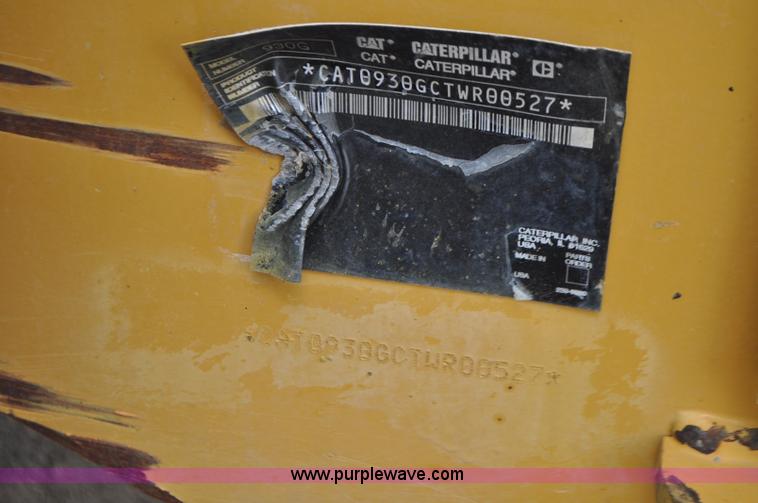 MODEL NUMBER 930G
CAT® CATERPILLAR®
CAT® CATERPILLAR®
PRODUCT IDENTIFICATION NUMBER
*CAT0930GCTWR00527*
CATERPILLAR, INC.
PEORIA, IL 61629
USA
MADE IN
USA
PARTS ORDER
*CAT0930GCTWR00527*
www.purplewave.com